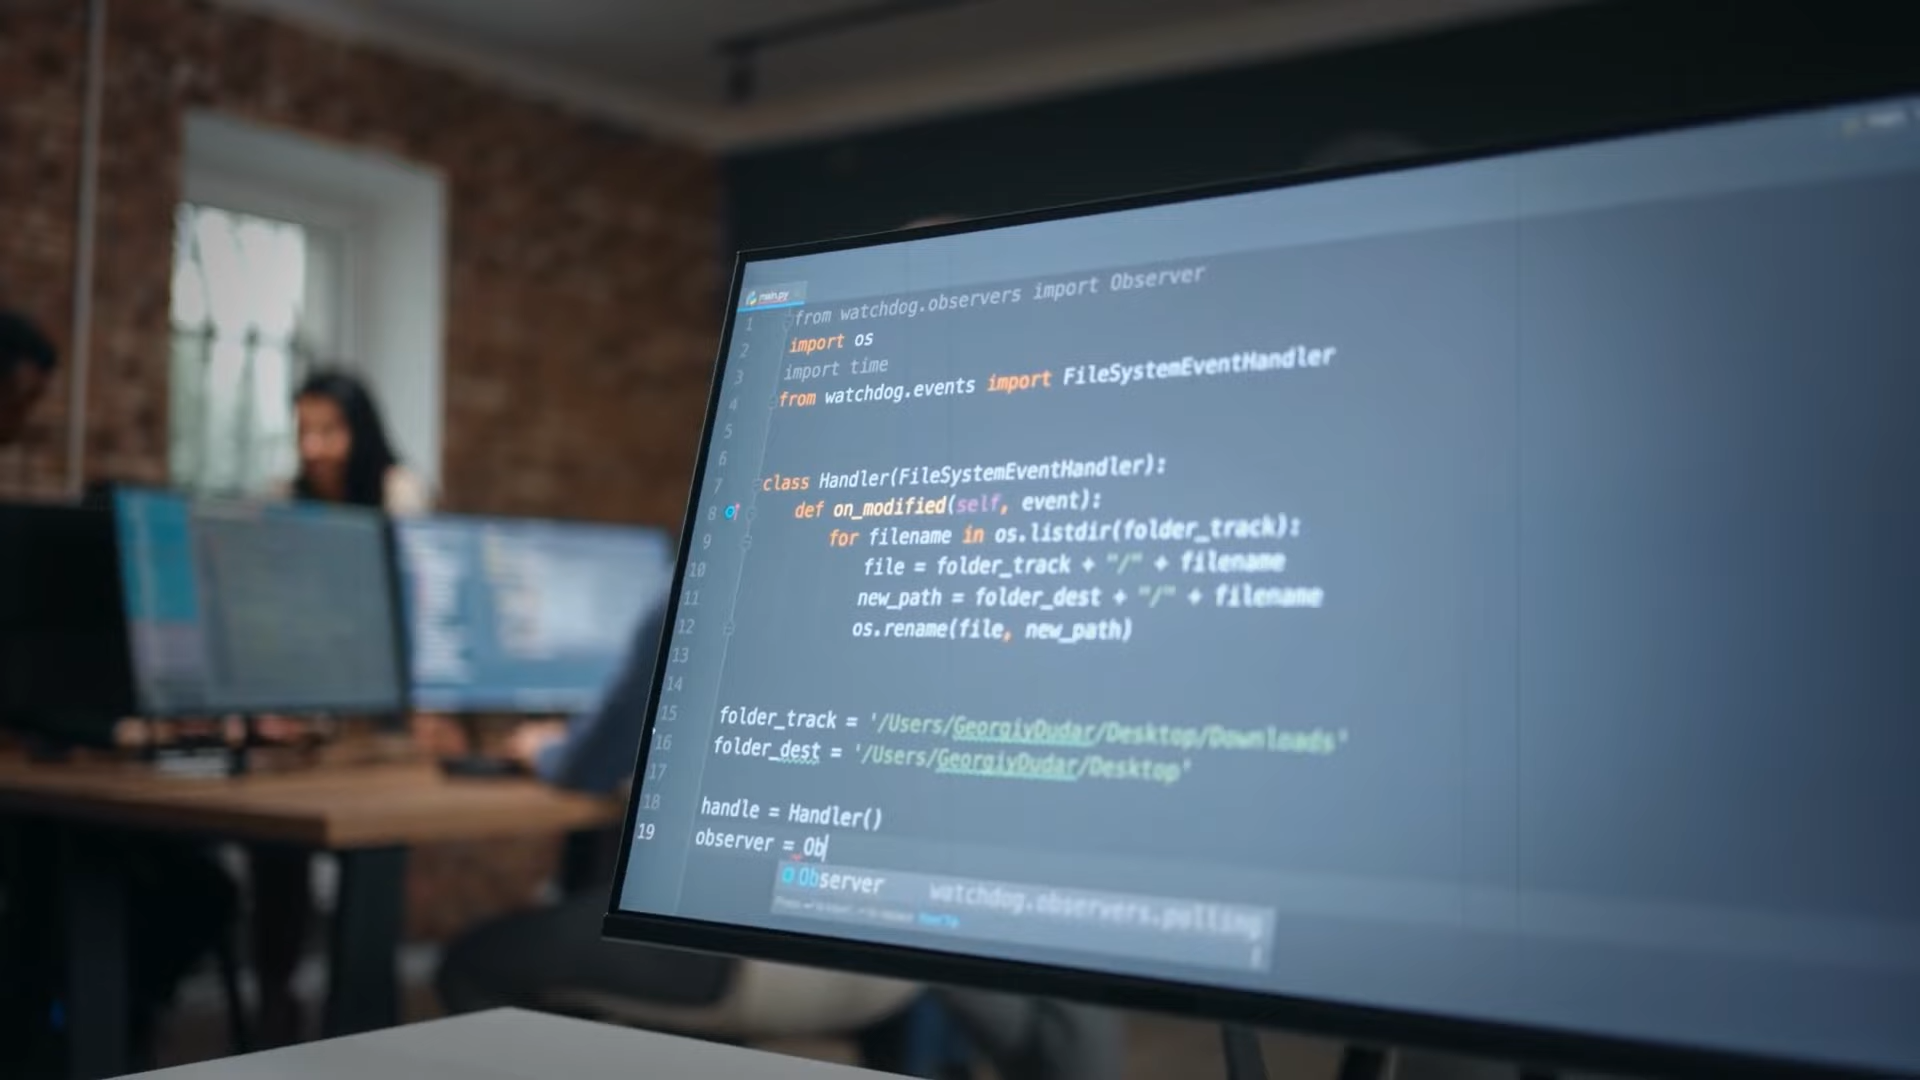 main.py
1 from watchdog.observers import Observer
2 import os
3 import time
4 from watchdog.events import import FileSystemEventHandler
5
6
7 class Handler(FileSystemEventHandler):
8 def on_modified(self, event):
9 for filename in os.listdir(folder_track):
10 file = folder_track + "/" + filename
11 new_path = folder_dest + "/" + filename
12 os.rename(file, new_path)
13
14
15 folder_track = '/Users/GeorgiyDudar/Desktop/Downloads'
16 folder_dest = '/Users/GeorgiyDudar/Desktop'
17
18 handle = Handler()
19 observer = Ob
Observer watchdog.observers.polling